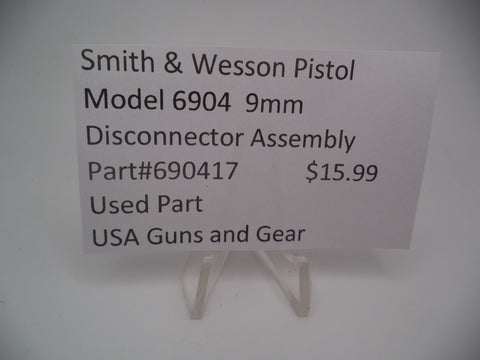 Smith & Wesson Pistol
Model 6904 9mm
Disconnector Assembly
Part#690417 $15.99
Used Part
USA Guns and Gear